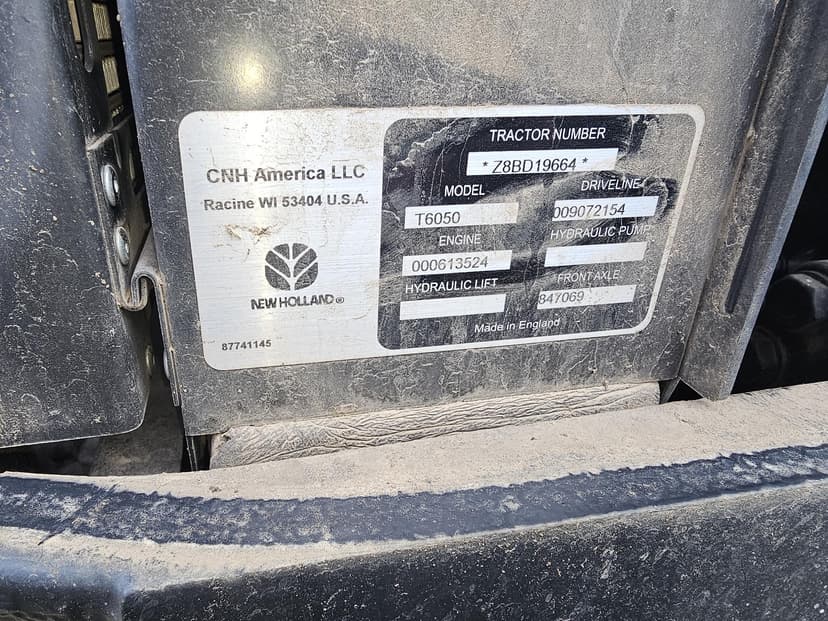 CNH America LLC
Racine WI 53404 U.S.A.
NEW HOLLAND®
87741145
TRACTOR NUMBER
* Z8BD19664 *
MODEL DRIVELINE
T6050 009072154
ENGINE HYDRAULIC PUMP
000613524
HYDRAULIC LIFT FRONT AXLE
847069
Made in England